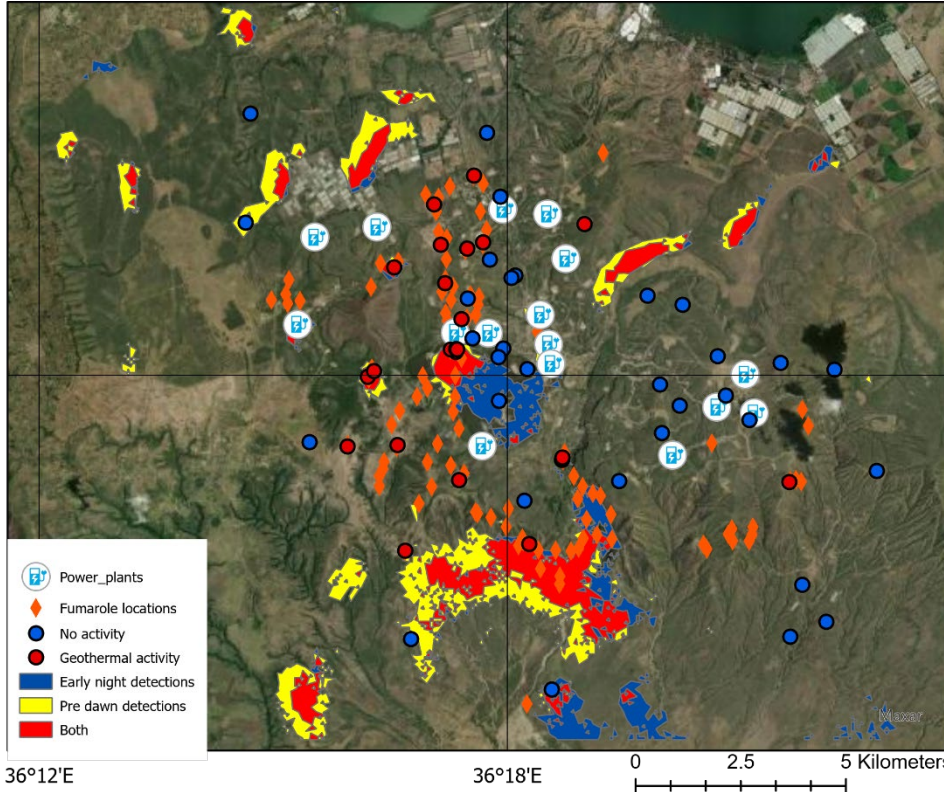 Power_plants
Fumarole locations
No activity
Geothermal activity
Early night detections
Pre dawn detections
Both
Maxar
36°12'E
36°18'E
0 2.5 5 Kilometers